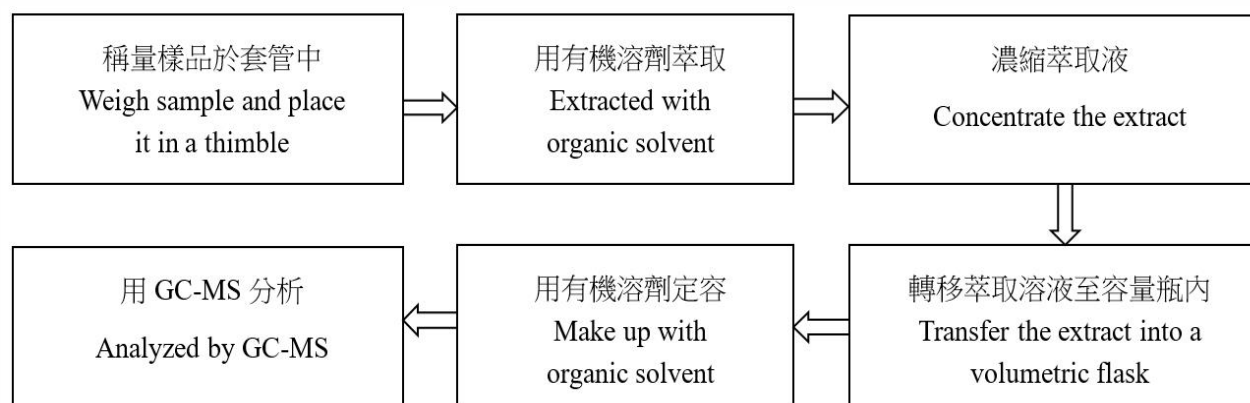 稱量樣品於套管中
Weigh sample and place
it in a thimble
用有機溶劑萃取
Extracted with
organic solvent
濃縮萃取液
Concentrate the extract
轉移萃取溶液至容量瓶內
Transfer the extract into a
volumetric flask
用有機溶劑定容
Make up with
organic solvent
用 GC-MS 分析
Analyzed by GC-MS